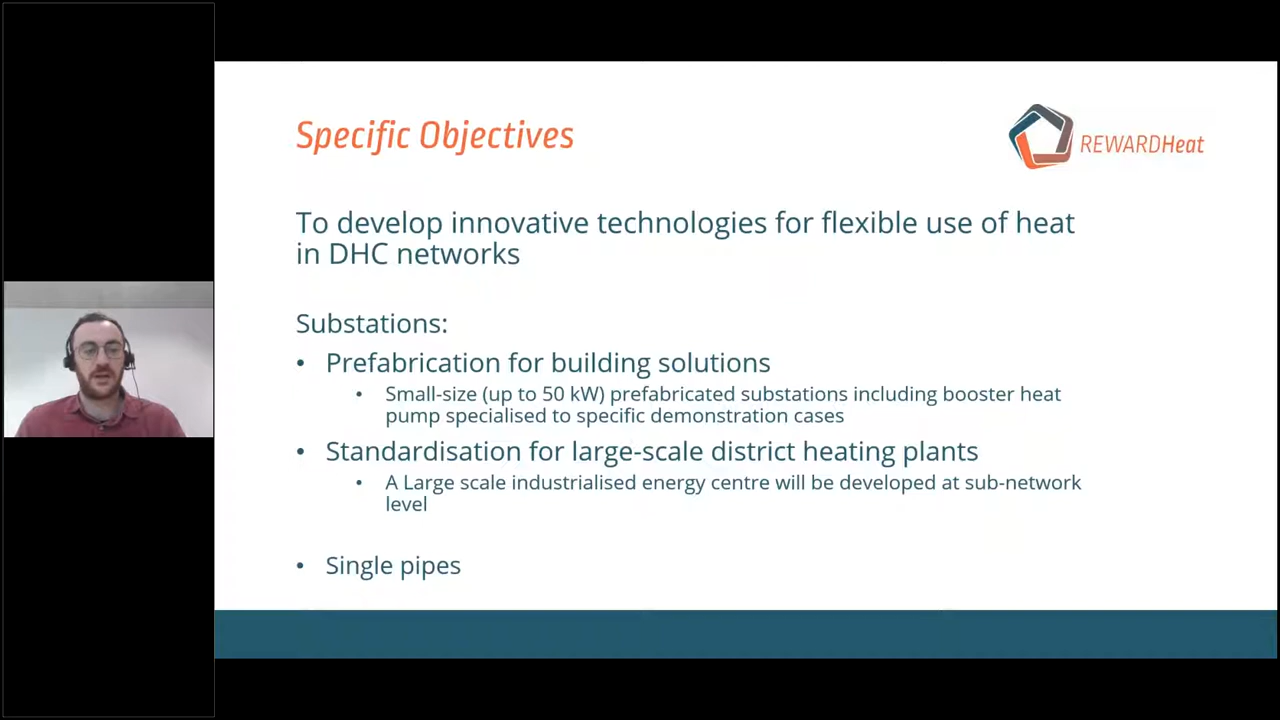 Specific Objectives
REWARDHeat
To develop innovative technologies for flexible use of heat
in DHC networks
Substations:
• Prefabrication for building solutions
• Small-size (up to 50 kW) prefabricated substations including booster heat
pump specialised to specific demonstration cases
• Standardisation for large-scale district heating plants
• A Large scale industrialised energy centre will be developed at sub-network
level
• Single pipes